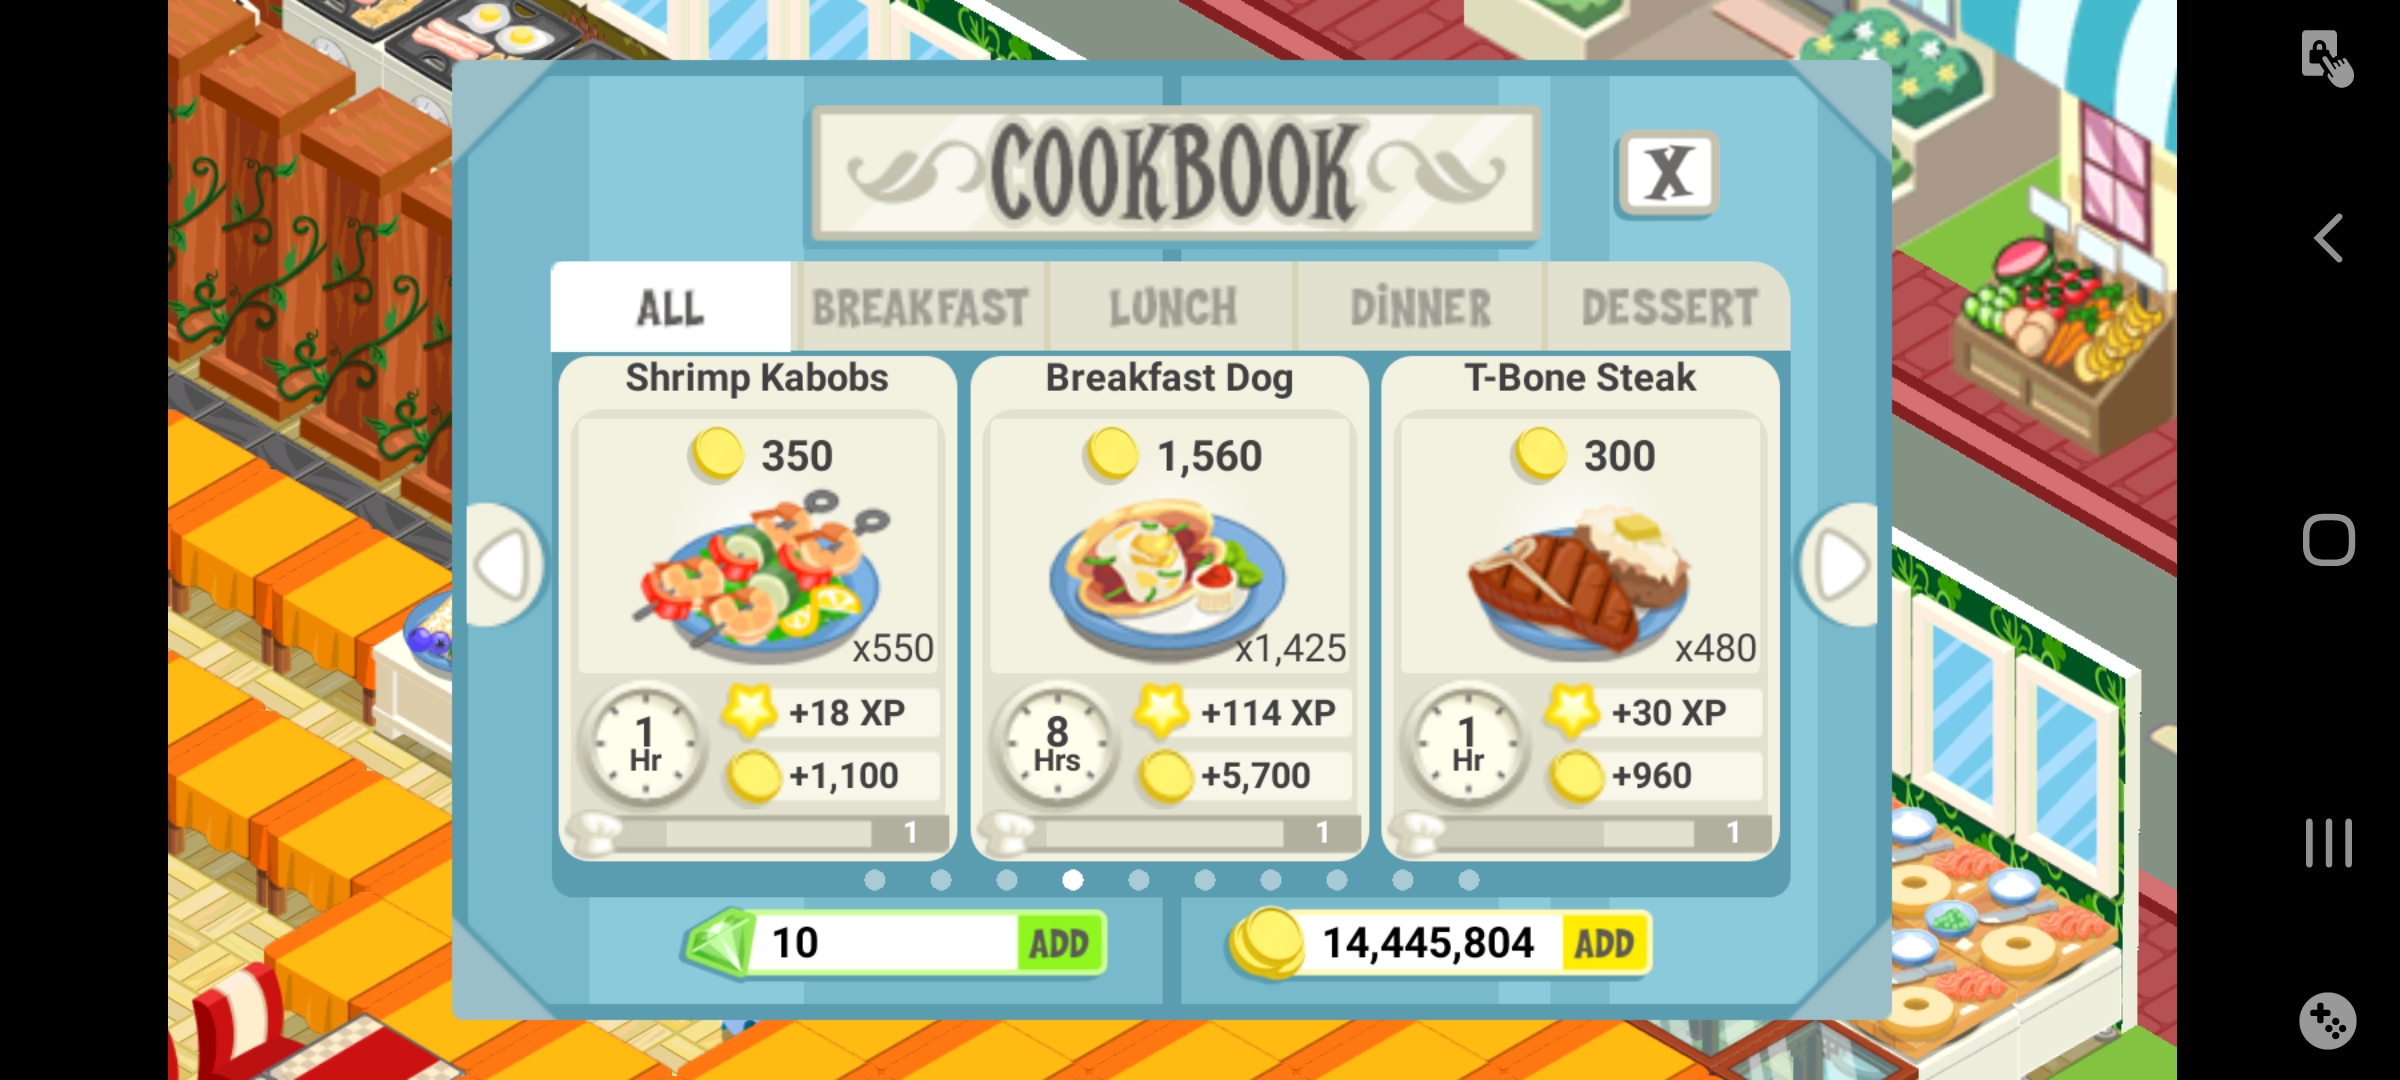 COOKBOOK
X
ALL
BREAKFAST
LUNCH
DINNER
DESSERT
Shrimp Kabobs
350
x550
1
Hr
+18 XP
+1,100
1
Breakfast Dog
1,560
x1,425
8
Hrs
+114 XP
+5,700
1
T-Bone Steak
300
x480
1
Hr
+30 XP
+960
1
10
ADD
14,445,804
ADD